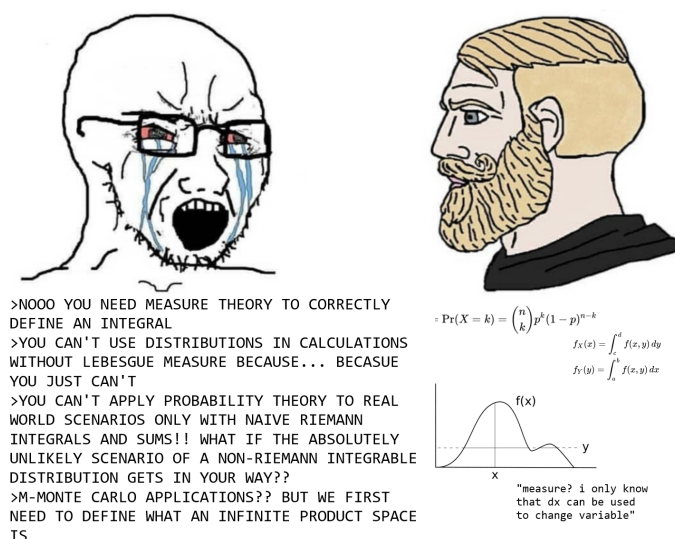 >NOOO YOU NEED MEASURE THEORY TO CORRECTLY
DEFINE AN INTEGRAL
>YOU CAN'T USE DISTRIBUTIONS IN CALCULATIONS
WITHOUT LEBESGUE MEASURE BECAUSE... BECASUE
YOU JUST CAN'T
>YOU CAN'T APPLY PROBABILITY THEORY TO REAL
WORLD SCENARIOS ONLY WITH NAIVE RIEMANN
INTEGRALS AND SUMS!! WHAT IF THE ABSOLUTELY
UNLIKELY SCENARIO OF A NON-RIEMANN INTEGRABLE
DISTRIBUTION GETS IN YOUR WAY??
>M-MONTE CARLO APPLICATIONS?? BUT WE FIRST
NEED TO DEFINE WHAT AN INFINITE PRODUCT SPACE
IS
= Pr(X = k) = \binom{n}{k} p^k (1 − p)^{n−k}
f_X(x) = ∫_c^d f(x, y) dy
f_Y(y) = ∫_a^b f(x, y) dx
f(x)
y
x
"measure? i only know
that dx can be used
to change variable"